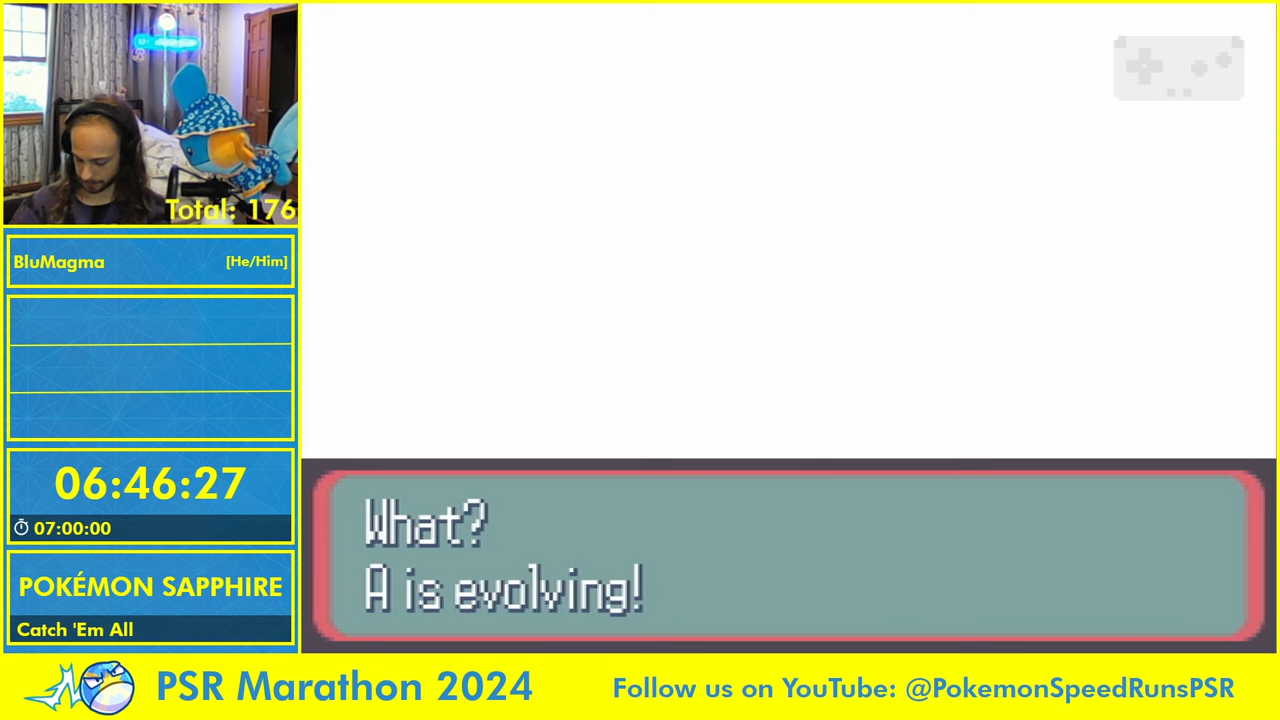 Total: 176
BluMagma [He/Him]
06:46:27
07:00:00
POKÉMON SAPPHIRE
Catch 'Em All
What?
A is evolving!
PSR Marathon 2024
Follow us on YouTube: @PokemonSpeedRunsPSR